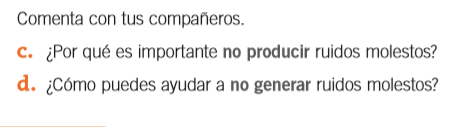 Comenta con tus compañeros.
c. ¿Por qué es importante no producir ruidos molestos?
d. ¿Cómo puedes ayudar a no generar ruidos molestos?